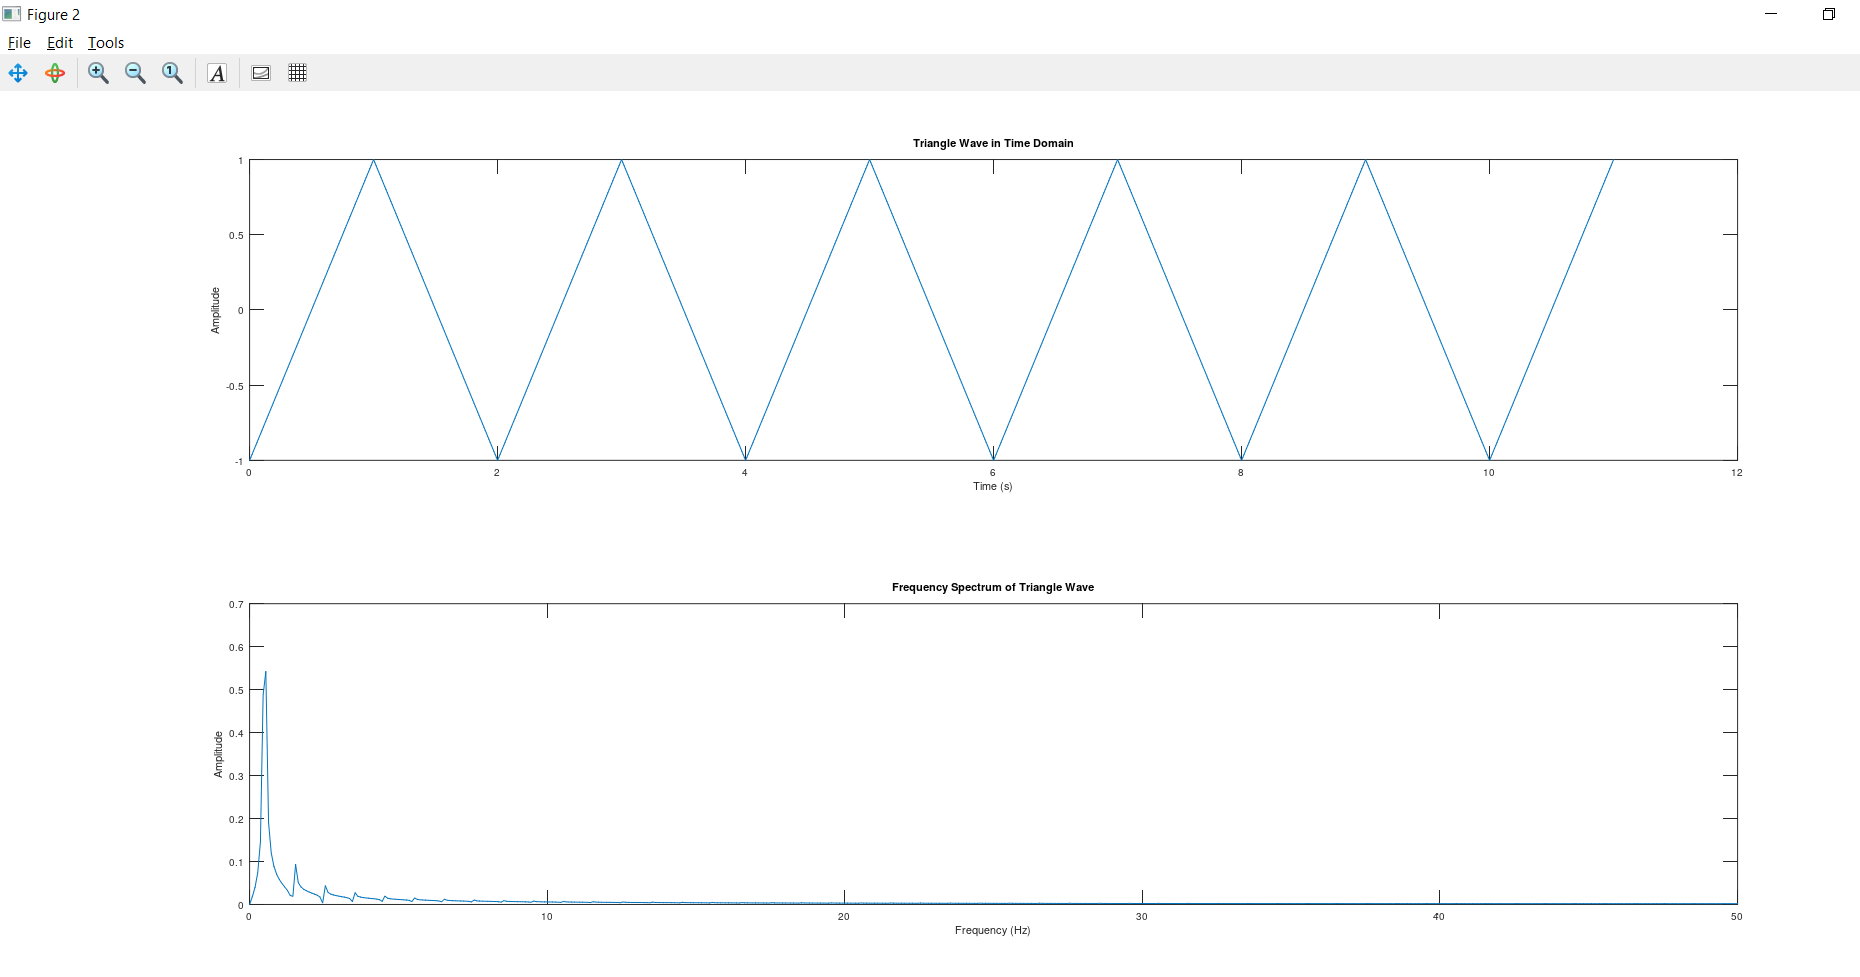 Figure 2
File Edit Tools
A
Triangle Wave in Time Domain
1
0.5
0
-0.5
-1
Amplitude
0 2 4 6 8 10 12
Time (s)
Frequency Spectrum of Triangle Wave
0.7
0.6
0.5
0.4
0.3
0.2
0.1
0
Amplitude
0 10 20 30 40 50
Frequency (Hz)